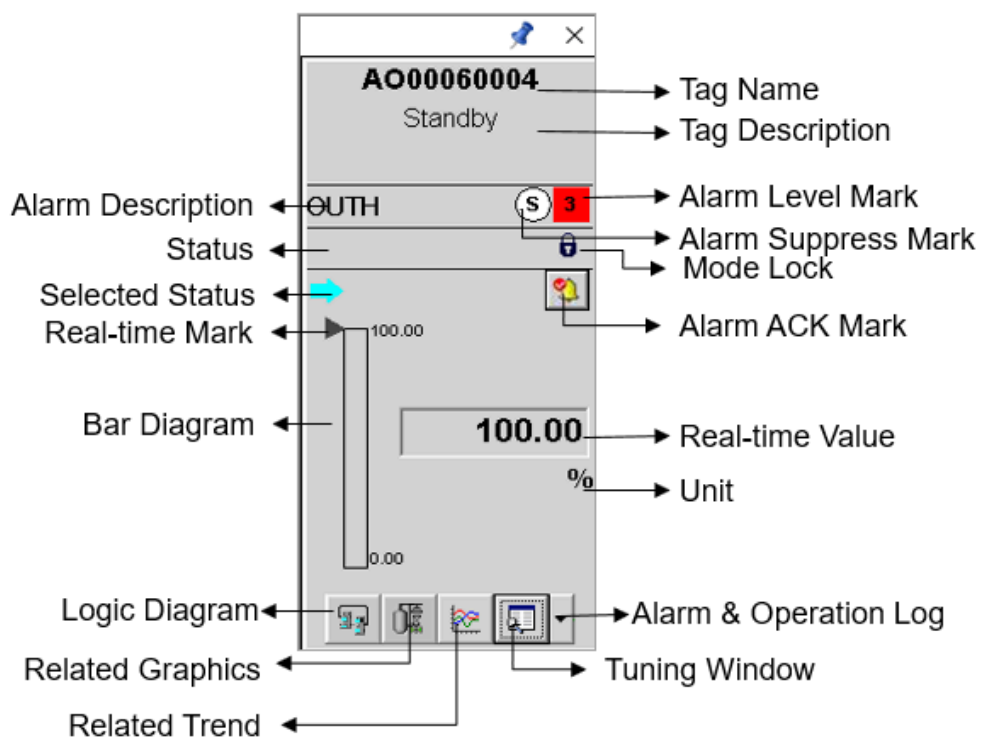 AO00060004
Tag Name
Standby
Tag Description
Alarm Description
OUTH
S
3
Alarm Level Mark
Status
Alarm Suppress Mark
Mode Lock
Selected Status
Real-time Mark
100.00
Alarm ACK Mark
Bar Diagram
100.00
Real-time Value
%
Unit
0.00
Logic Diagram
Alarm & Operation Log
Related Graphics
Tuning Window
Related Trend